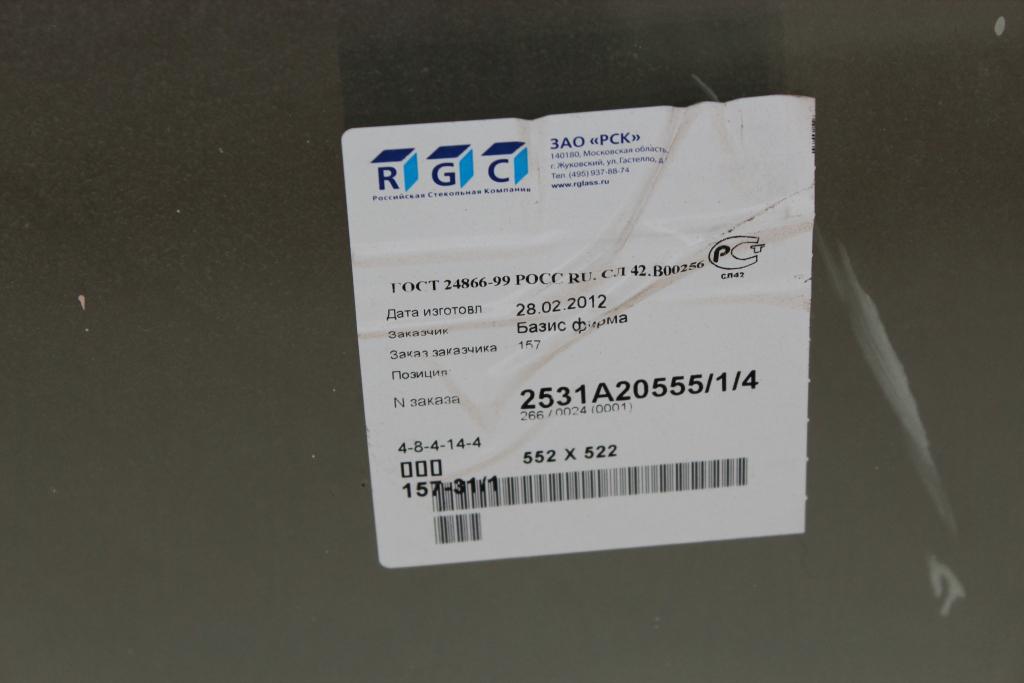 RGC
Российская Стекольная Компания
ЗАО «РСК»
140180, Московская область,
г. Жуковский, ул. Гастелло, д
Тел. (495) 937-88-74
www.rglass.ru
РСТ
СЛ42
ГОСТ 24866-99 РОСС RU. СЛ 42.В00256
Дата изготовл 28.02.2012
Заказчик Базис фирма
Заказ заказчика 157
Позиция
N заказа 2531A20555/1/4
266 / 0024 (0001)
4-8-4-14-4
552 X 522
157-31/1